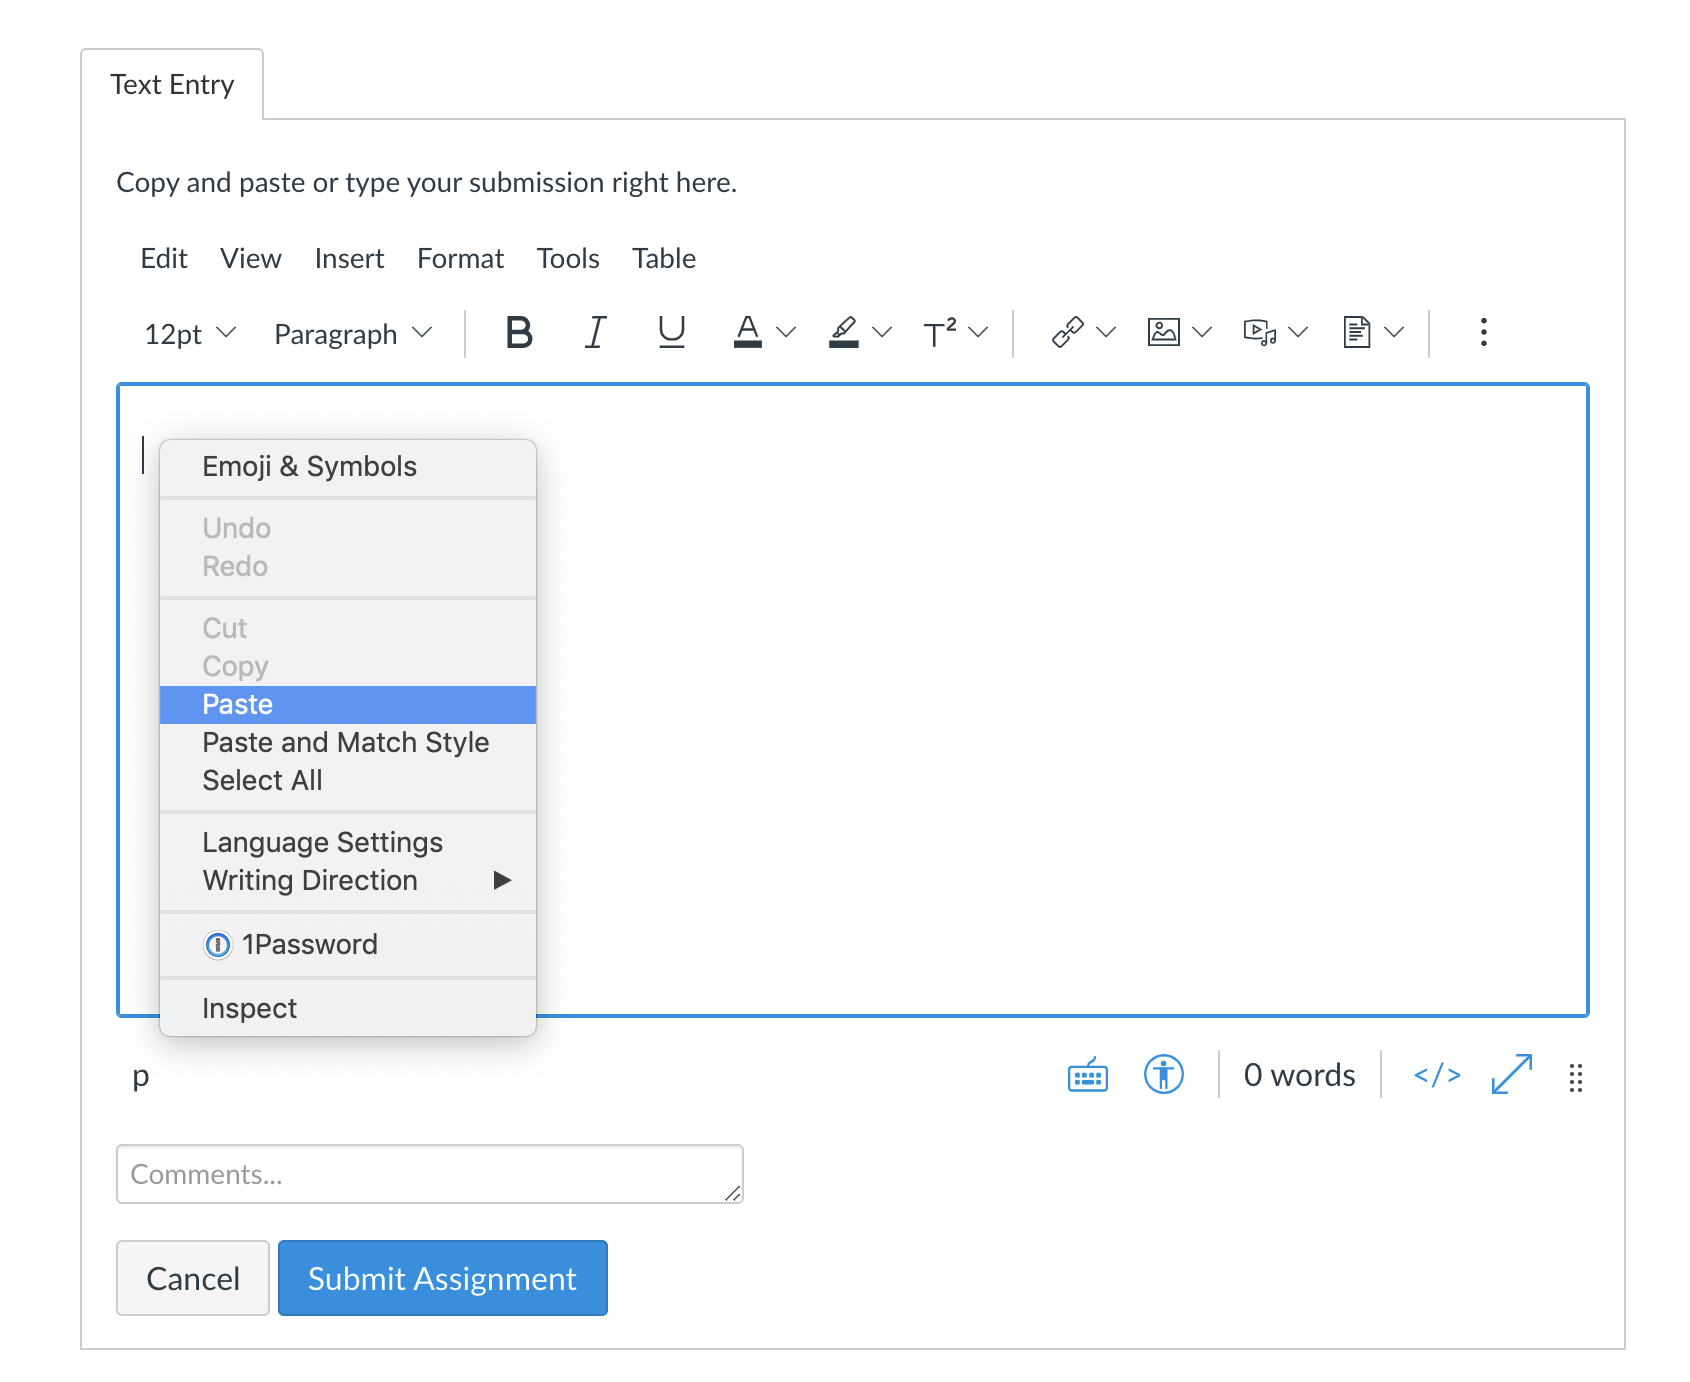 Text Entry
Copy and paste or type your submission right here.
Edit View Insert Format Tools Table
12pt Paragraph B I U A T²
Emoji & Symbols
Undo
Redo
Cut
Copy
Paste
Paste and Match Style
Select All
Language Settings
Writing Direction
1Password
Inspect
p 0 words </>
Comments...
Cancel Submit Assignment